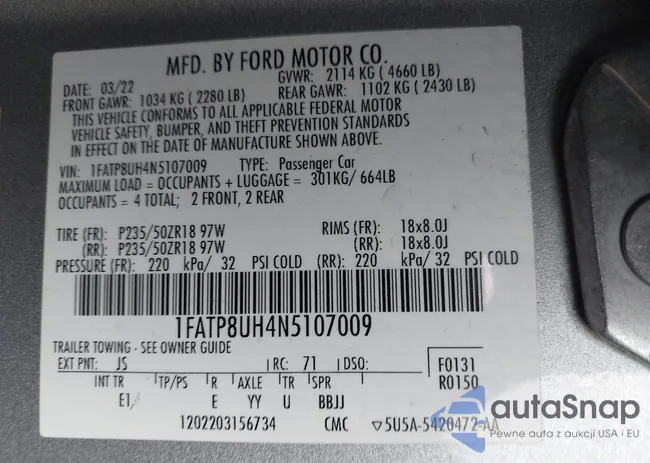 MFD. BY FORD MOTOR CO.
DATE: 03/22
GVWR: 2114 KG ( 4660 LB)
FRONT GAWR: 1034 KG ( 2280 LB)
REAR GAWR: 1102 KG ( 2430 LB)
THIS VEHICLE CONFORMS TO ALL APPLICABLE FEDERAL MOTOR
VEHICLE SAFETY, BUMPER, AND THEFT PREVENTION STANDARDS
IN EFFECT ON THE DATE OF MANUFACTURE SHOWN ABOVE.
VIN: 1FATP8UH4N5107009 TYPE: Passenger Car
MAXIMUM LOAD = OCCUPANTS + LUGGAGE = 301KG/ 664LB
OCCUPANTS = 4 TOTAL; 2 FRONT, 2 REAR
TIRE (FR): P235/50ZR18 97W RIMS (FR): 18x8.0J
(RR): P235/50ZR18 97W (RR): 18x8.0J
PRESSURE (FR): 220 kPa/ 32 PSI COLD (RR): 220 kPa/ 32 PSI COLD
1FATP8UH4N5107009
TRAILER TOWING - SEE OWNER GUIDE
EXT PNT: JS RC: 71 DSO: F0131
INT TR TP/PS R AXLE TR SPR R0150
E1/ E YY U BBJJ
1202203156734 CMC ▽5U5A-5420472-AA
autoSnap
Pewne auta z aukcji USA i EU